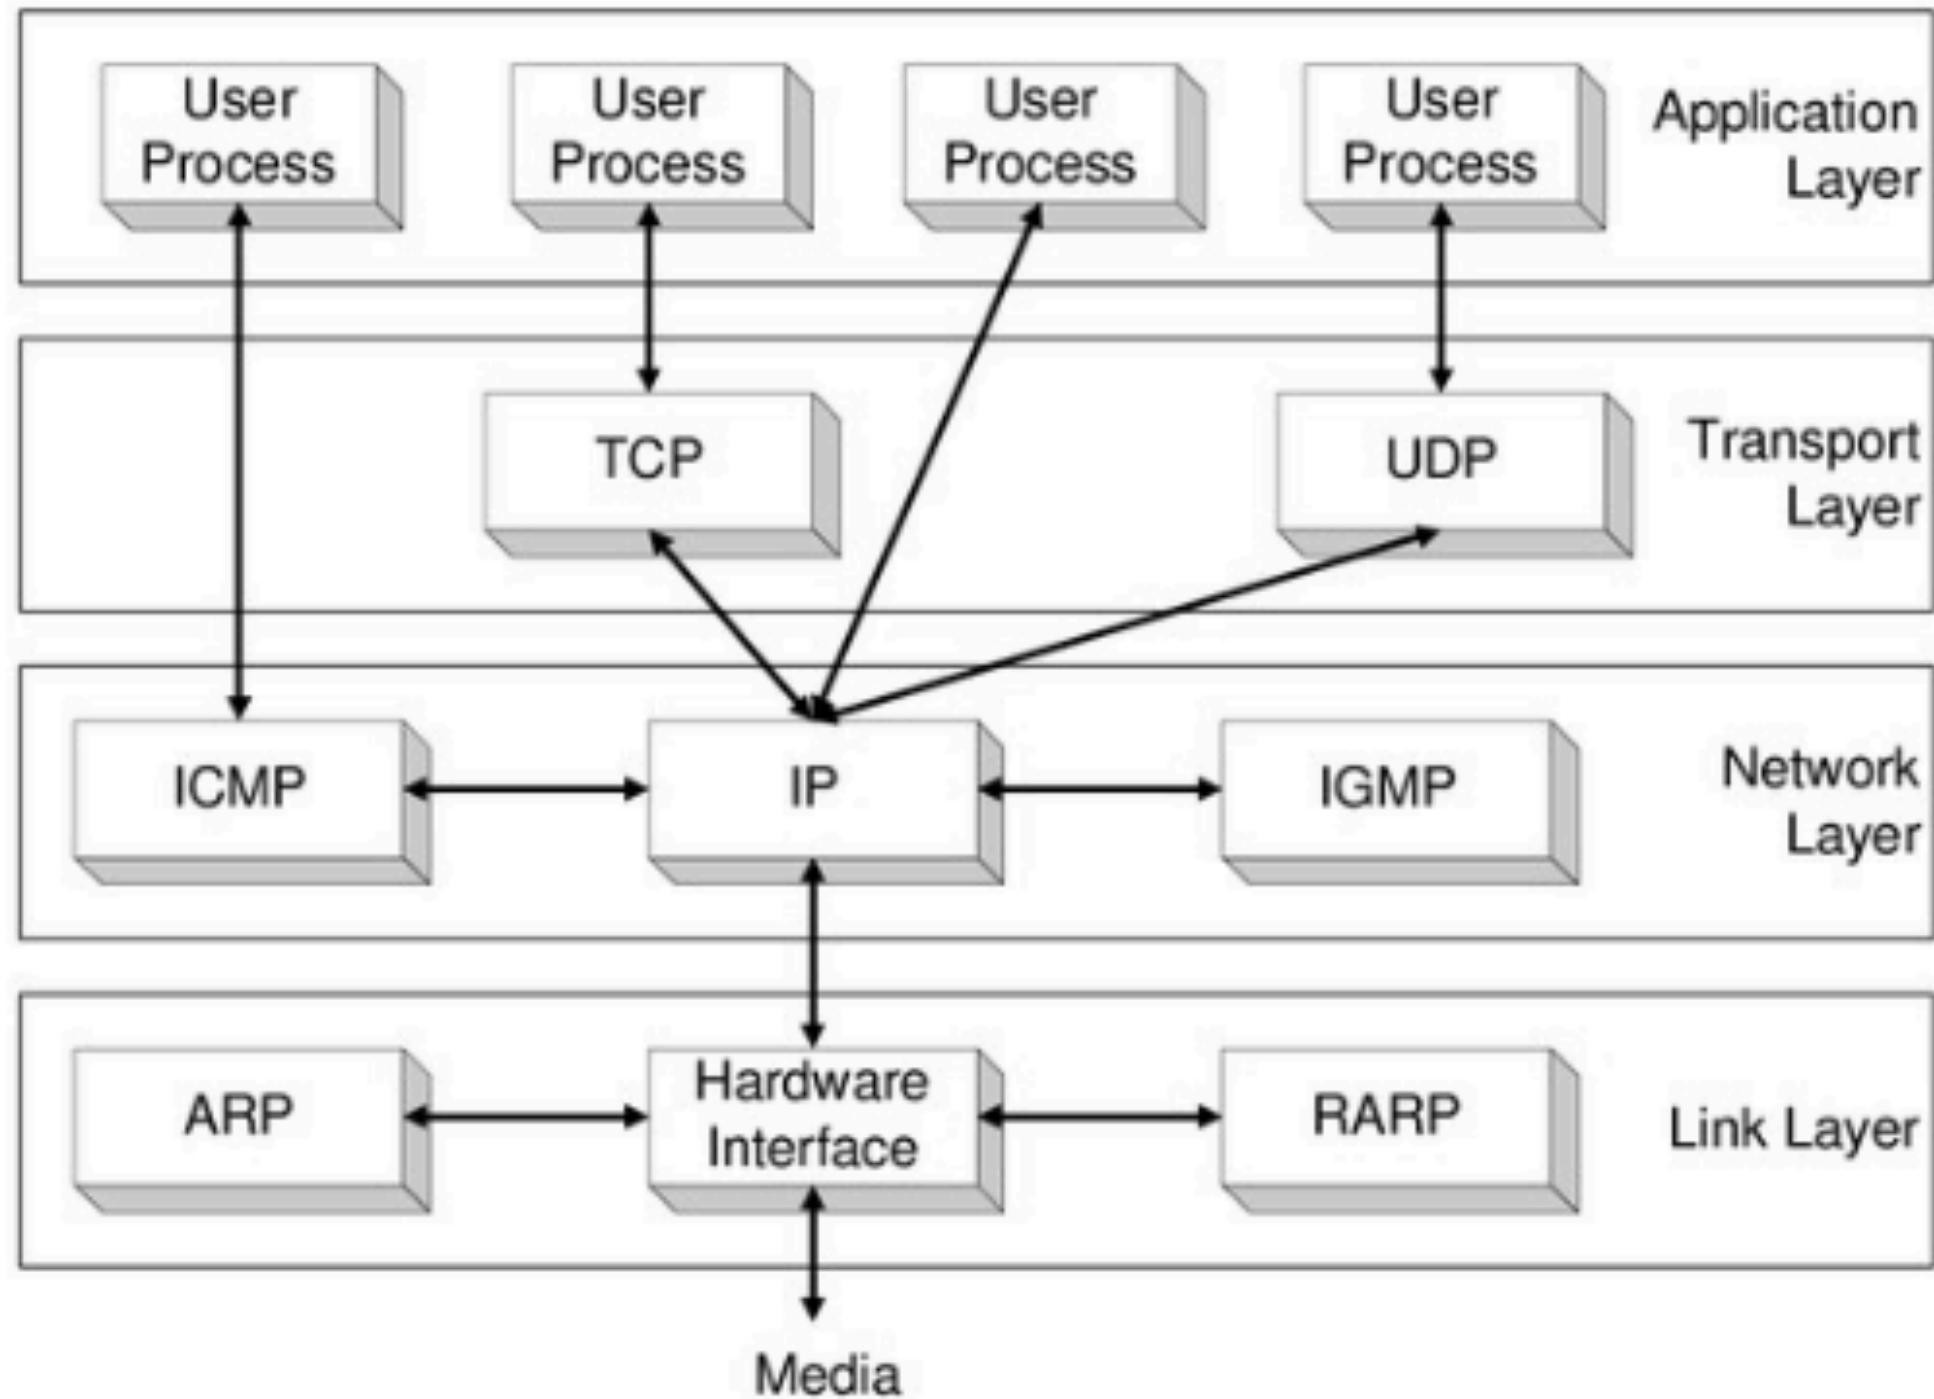 User
Process
User
Process
User
Process
User
Process
Application
Layer
TCP
UDP
Transport
Layer
ICMP
IP
IGMP
Network
Layer
ARP
Hardware
Interface
RARP
Link Layer
Media